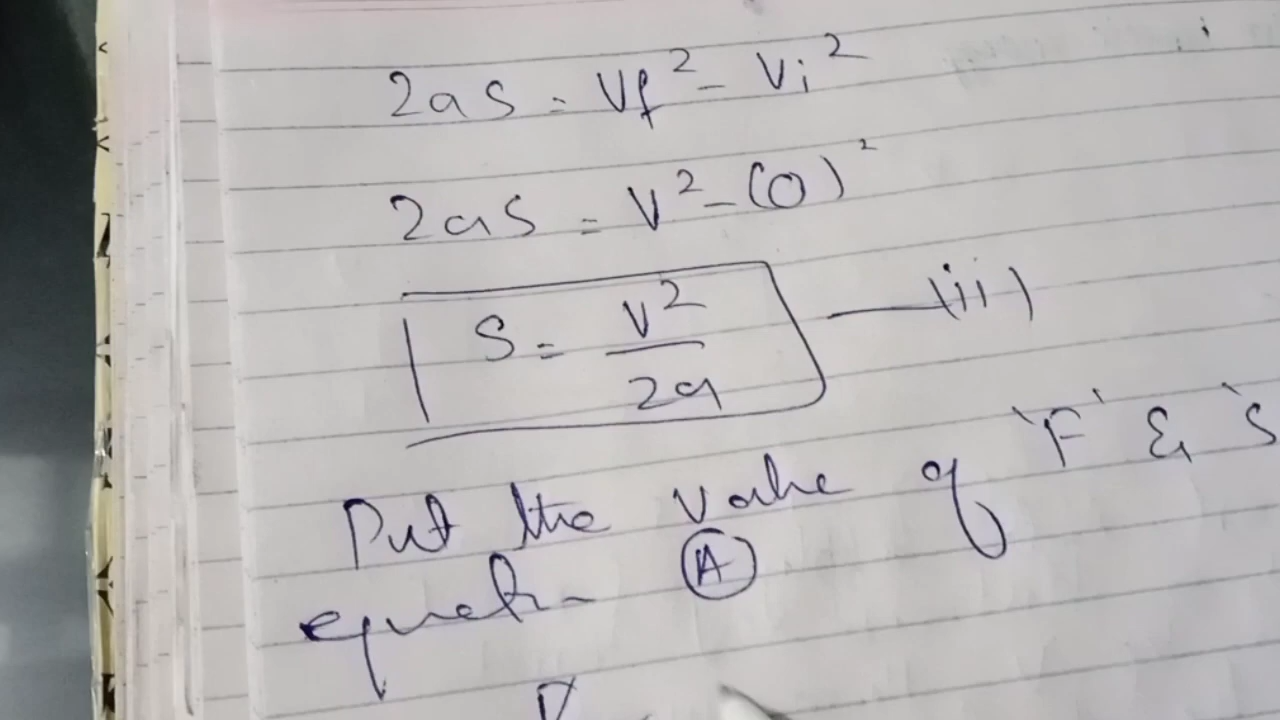 2aS = Vf² - Vi²
2aS = V² - (0)²
S = V²/2a — (ii)
Put the value of 'F' & 'S
equation (A)